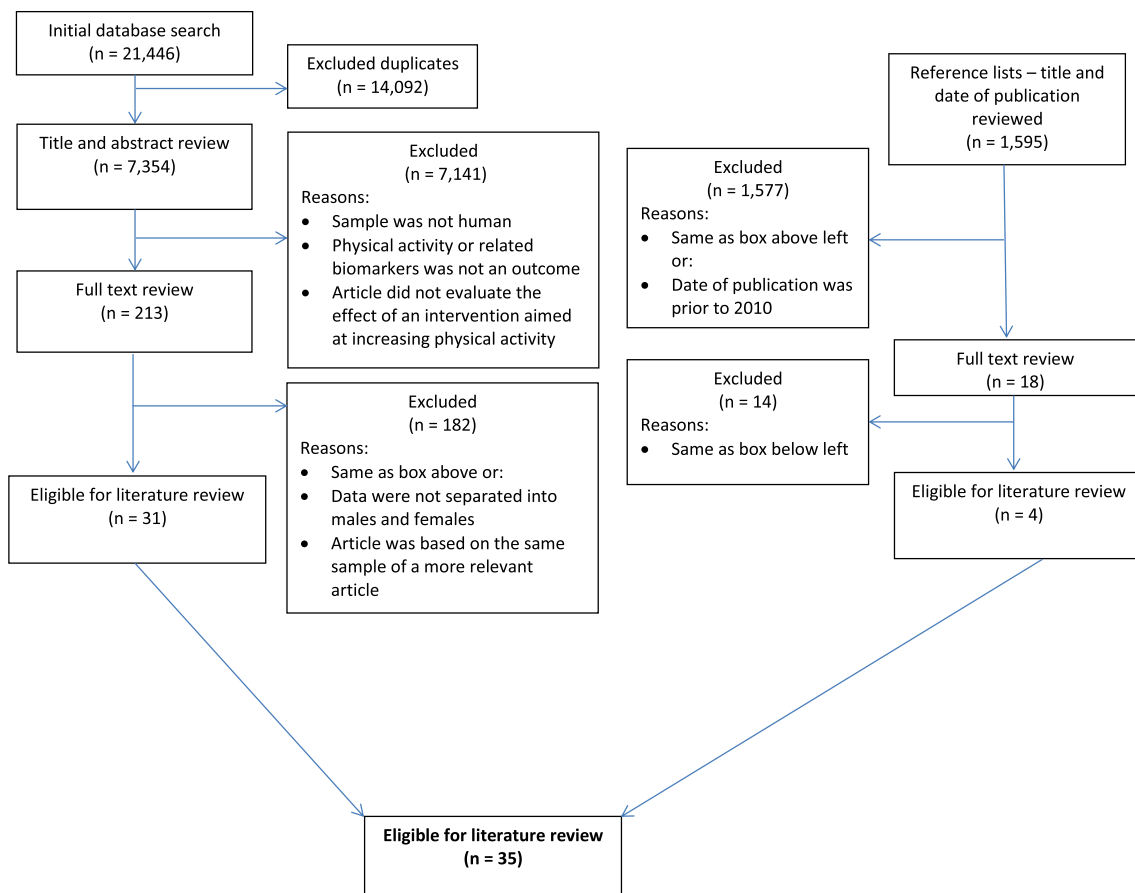 Initial database search
(n = 21,446)
Excluded duplicates
(n = 14,092)
Title and abstract review
(n = 7,354)
Excluded
(n = 7,141)
Reasons:
• Sample was not human
• Physical activity or related
biomarkers was not an outcome
• Article did not evaluate the
effect of an intervention aimed
at increasing physical activity
Full text review
(n = 213)
Excluded
(n = 182)
Reasons:
• Same as box above or:
• Data were not separated into
males and females
• Article was based on the same
sample of a more relevant
article
Eligible for literature review
(n = 31)
Reference lists – title and
date of publication
reviewed
(n = 1,595)
Excluded
(n = 1,577)
Reasons:
• Same as box above left
or:
• Date of publication was
prior to 2010
Full text review
(n = 18)
Excluded
(n = 14)
Reasons:
• Same as box below left
Eligible for literature review
(n = 4)
Eligible for literature review
(n = 35)